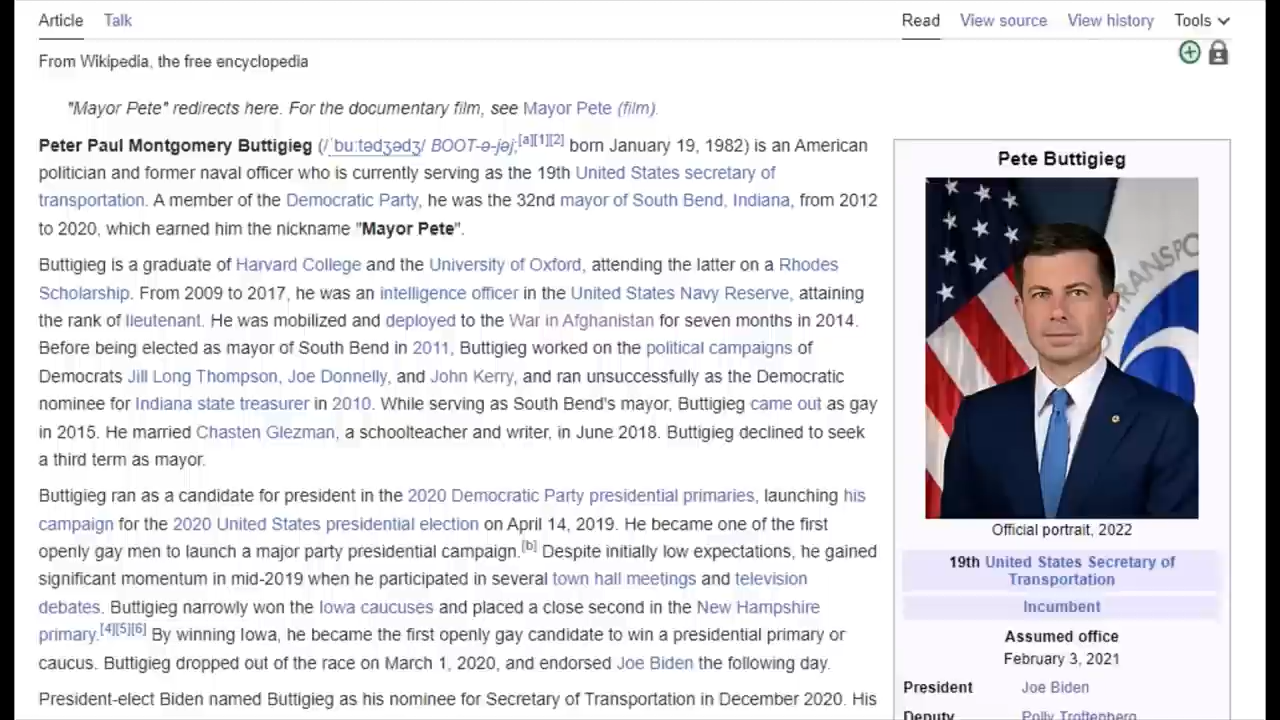 Article Talk Read View source View history Tools
From Wikipedia, the free encyclopedia
"Mayor Pete" redirects here. For the documentary film, see Mayor Pete (film).
Peter Paul Montgomery Buttigieg (/ˈbuːtədʒədʒ/ BOOT-ə-jəj;[a][1][2] born January 19, 1982) is an American
politician and former naval officer who is currently serving as the 19th United States secretary of
transportation. A member of the Democratic Party, he was the 32nd mayor of South Bend, Indiana, from 2012
to 2020, which earned him the nickname "Mayor Pete".
Buttigieg is a graduate of Harvard College and the University of Oxford, attending the latter on a Rhodes
Scholarship. From 2009 to 2017, he was an intelligence officer in the United States Navy Reserve, attaining
the rank of lieutenant. He was mobilized and deployed to the War in Afghanistan for seven months in 2014.
Before being elected as mayor of South Bend in 2011, Buttigieg worked on the political campaigns of
Democrats Jill Long Thompson, Joe Donnelly, and John Kerry, and ran unsuccessfully as the Democratic
nominee for Indiana state treasurer in 2010. While serving as South Bend's mayor, Buttigieg came out as gay
in 2015. He married Chasten Glezman, a schoolteacher and writer, in June 2018. Buttigieg declined to seek
a third term as mayor.
Buttigieg ran as a candidate for president in the 2020 Democratic Party presidential primaries, launching his
campaign for the 2020 United States presidential election on April 14, 2019. He became one of the first
openly gay men to launch a major party presidential campaign.[b] Despite initially low expectations, he gained
significant momentum in mid-2019 when he participated in several town hall meetings and television
debates. Buttigieg narrowly won the Iowa caucuses and placed a close second in the New Hampshire
primary.[4][5][6] By winning Iowa, he became the first openly gay candidate to win a presidential primary or
caucus. Buttigieg dropped out of the race on March 1, 2020, and endorsed Joe Biden the following day.
President-elect Biden named Buttigieg as his nominee for Secretary of Transportation in December 2020. His
Pete Buttigieg
TRANSPO
Official portrait, 2022
19th United States Secretary of
Transportation
Incumbent
Assumed office
February 3, 2021
President Joe Biden
Deputy Polly Trottenberg